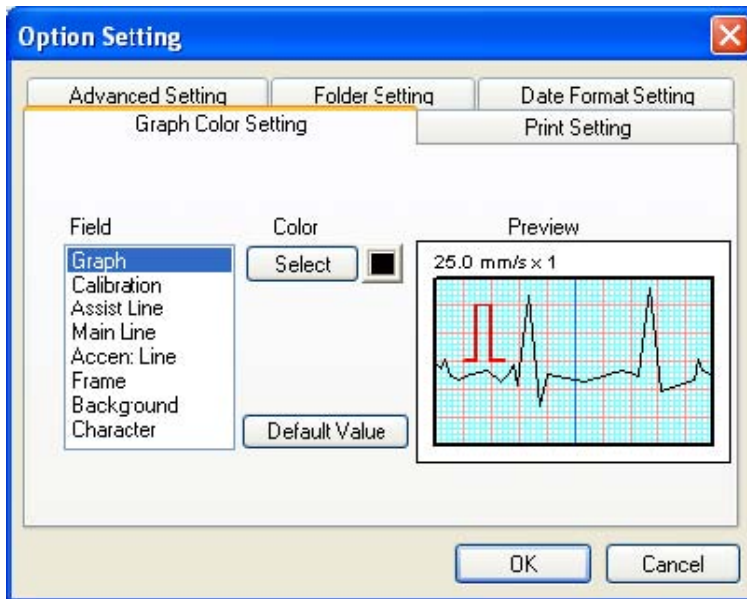 Option Setting
Advanced Setting
Folder Setting
Date Format Setting
Graph Color Setting
Print Setting
Field
Color
Preview
Graph
Calibration
Assist Line
Main Line
Accent Line
Frame
Background
Character
Select
Default Value
25.0 mm/s x 1
OK
Cancel